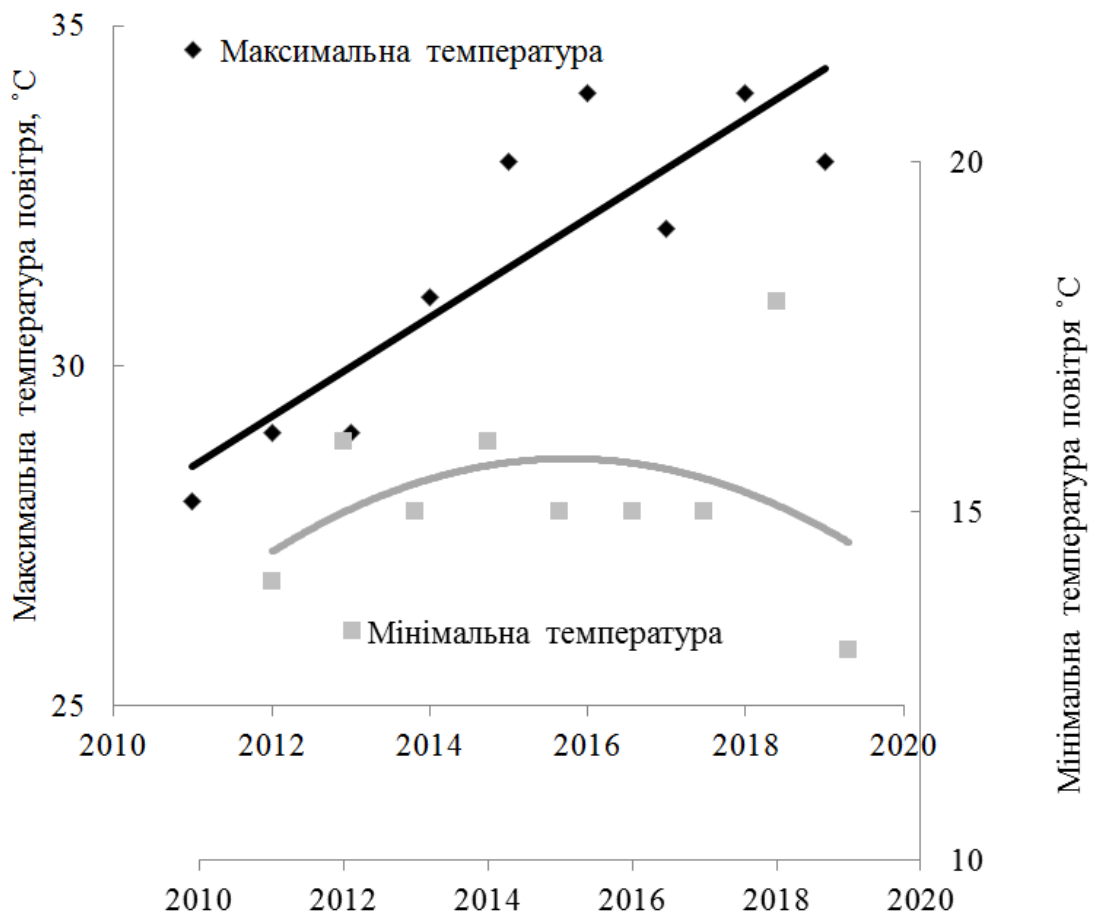 35
Максимальна температура
Максимальна температура повітря, ˚С
20
Мінімальна температура повітря ˚С
30
15
Мінімальна температура
25
2010 2012 2014 2016 2018 2020
10
2010 2012 2014 2016 2018 2020